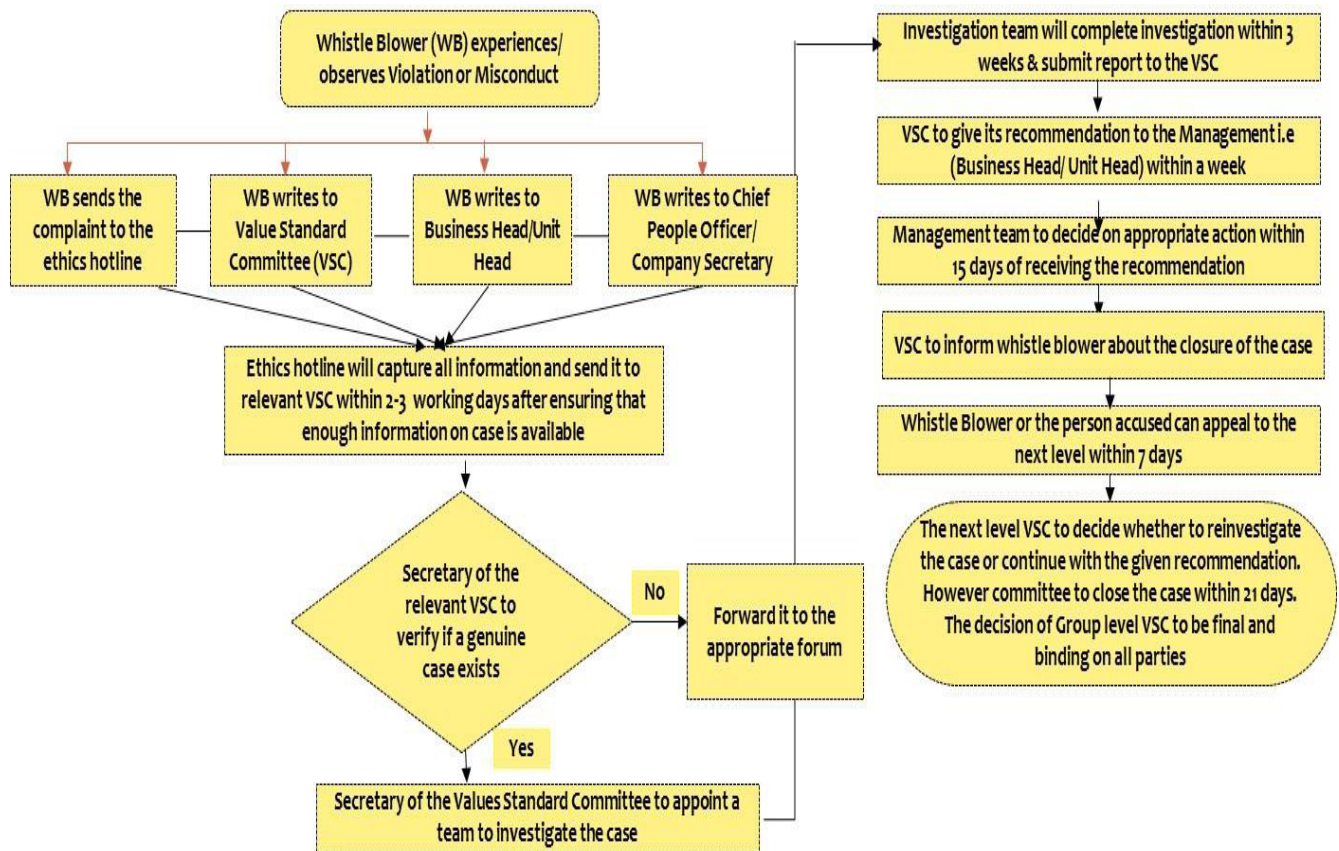 Whistle Blower (WB) experiences/
observes Violation or Misconduct
WB sends the
complaint to the
ethics hotline
WB writes to
Value Standard
Committee (VSC)
WB writes to
Business Head/Unit
Head
WB writes to Chief
People Officer/
Company Secretary
Ethics hotline will capture all information and send it to
relevant VSC within 2-3 working days after ensuring that
enough information on case is available
Secretary of the
relevant VSC to
verify if a genuine
case exists
No
Forward it to the
appropriate forum
Yes
Secretary of the Values Standard Committee to appoint a
team to investigate the case
Investigation team will complete investigation within 3
weeks & submit report to the VSC
VSC to give its recommendation to the Management i.e
(Business Head/ Unit Head) within a week
Management team to decide on appropriate action within
15 days of receiving the recommendation
VSC to inform whistle blower about the closure of the case
Whistle Blower or the person accused can appeal to the
next level within 7 days
The next level VSC to decide whether to reinvestigate
the case or continue with the given recommendation.
However committee to close the case within 21 days.
The decision of Group level VSC to be final and
binding on all parties